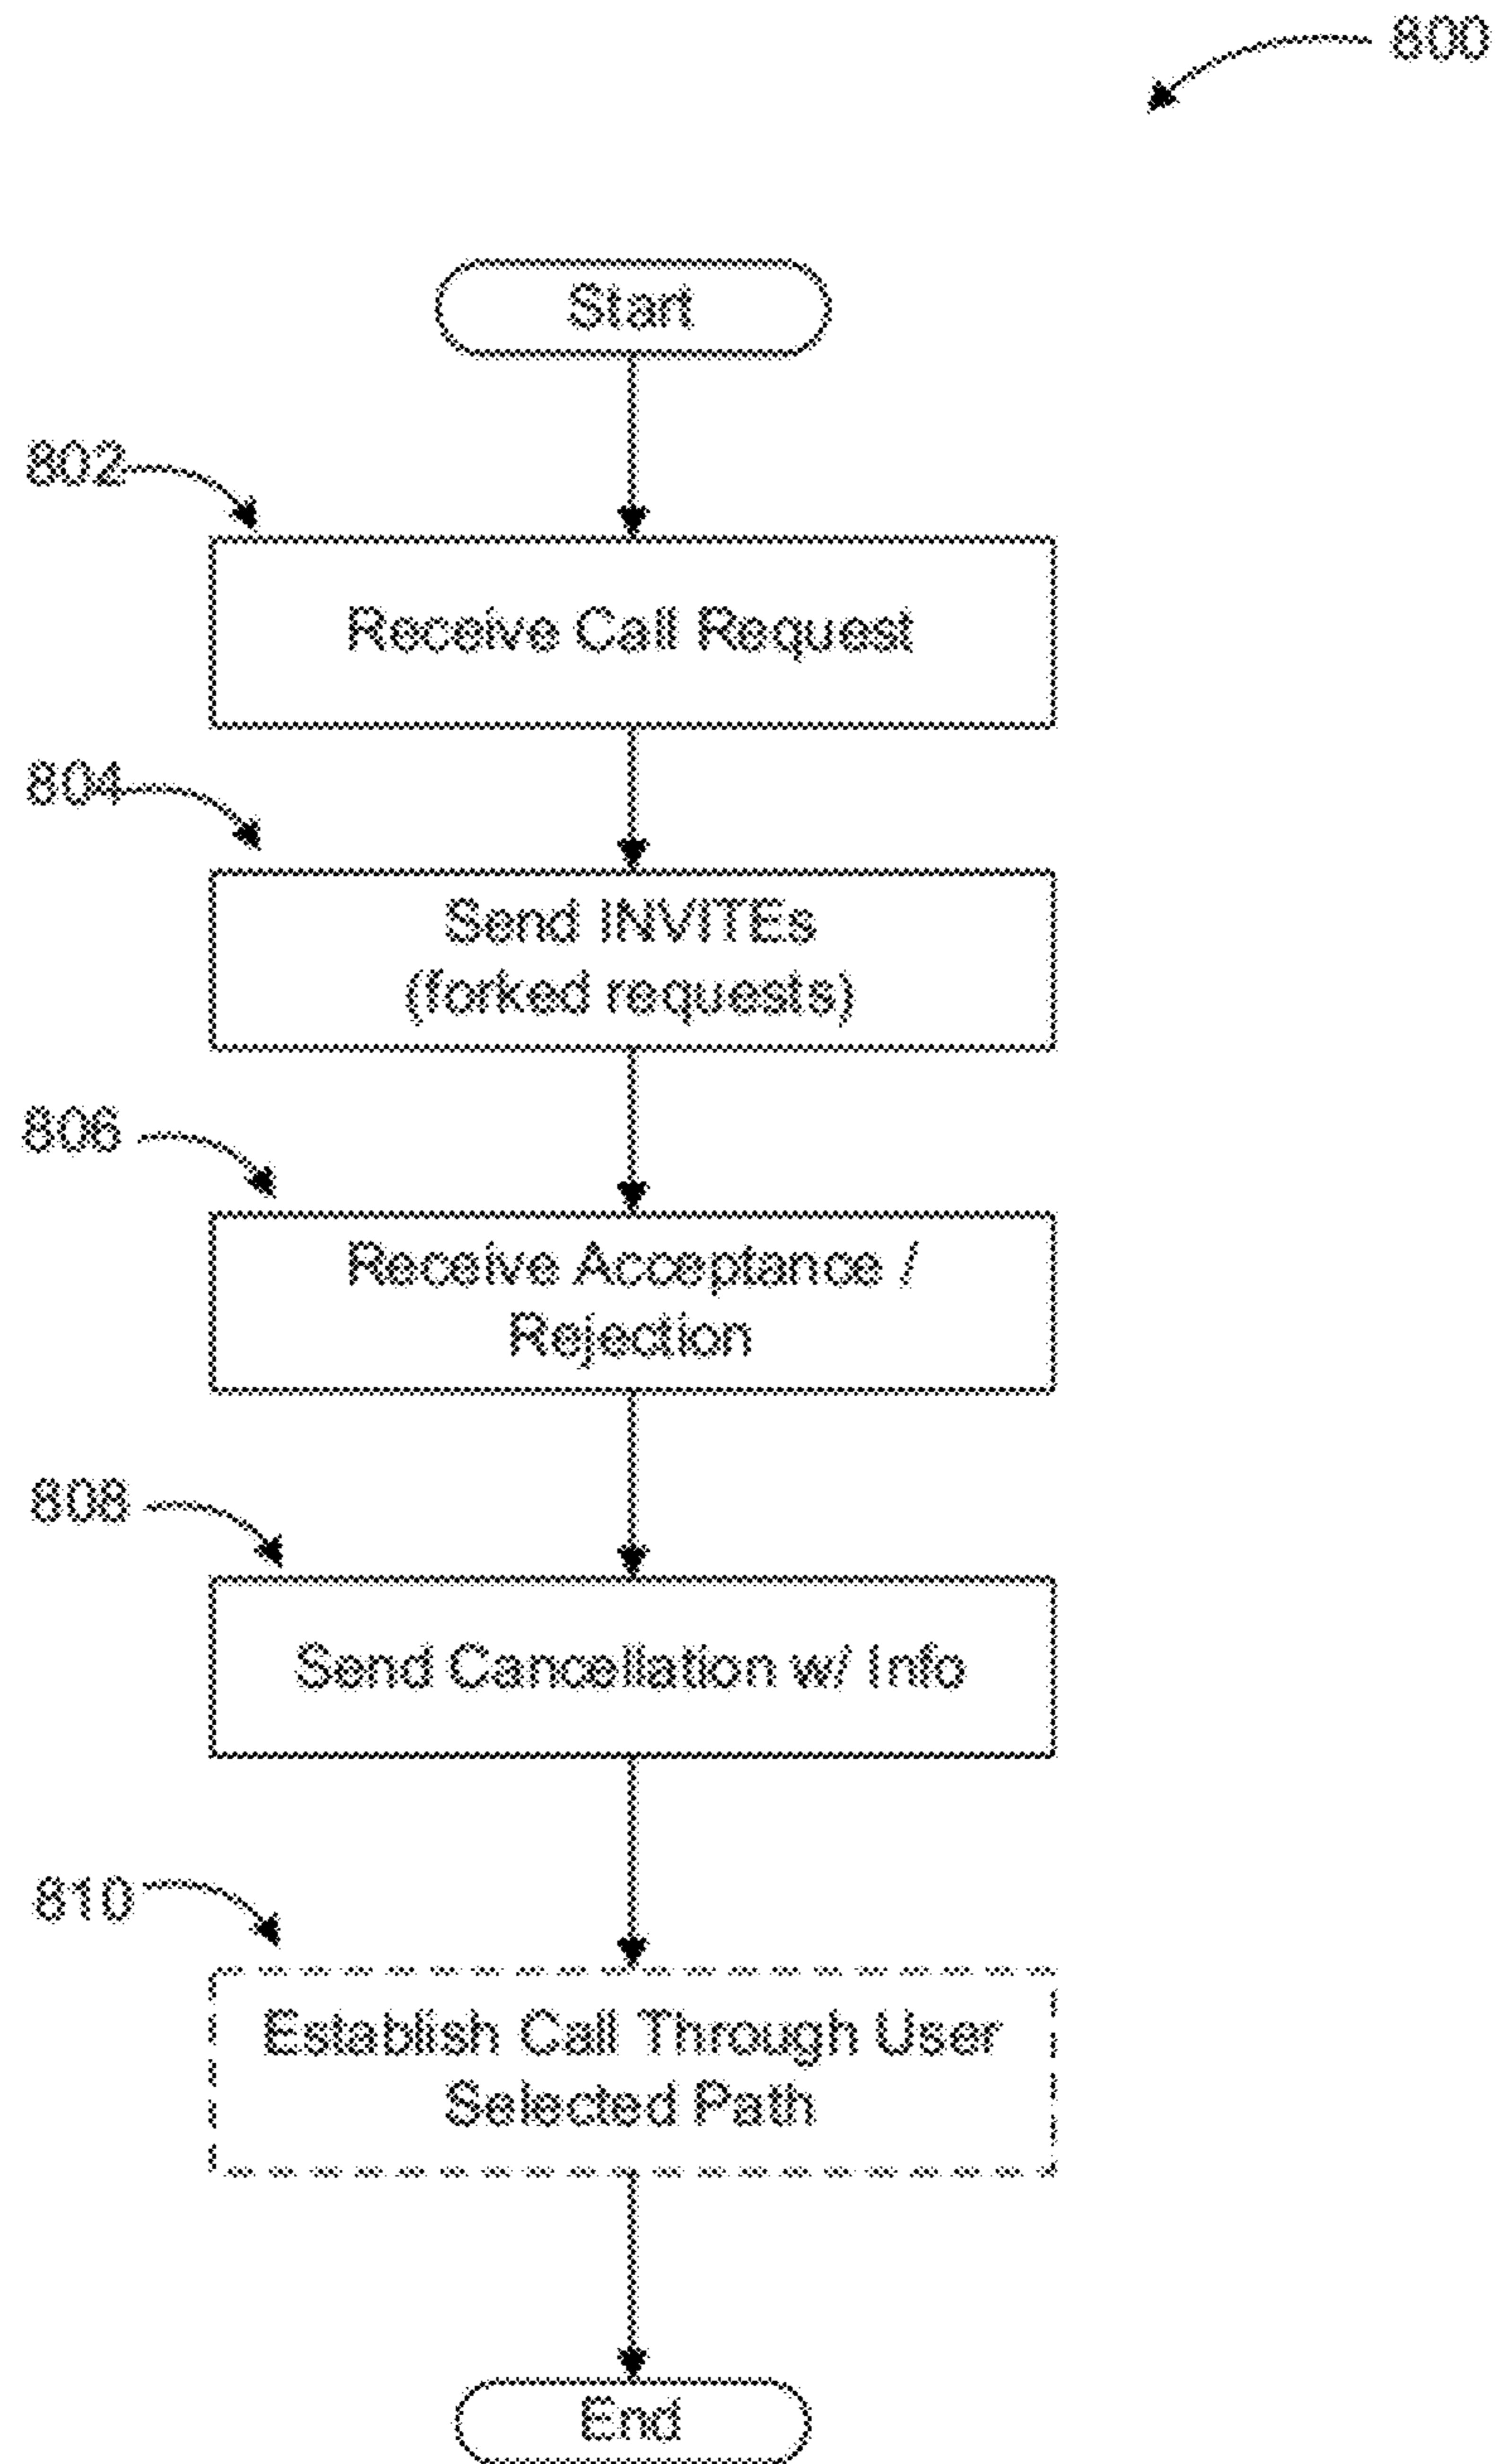 800
Start
802
Receive Call Request
804
Send INVITEs
(forked requests)
806
Receive Acceptance /
Rejection
808
Send Cancellation w/ Info
810
Establish Call Through User
Selected Path
End